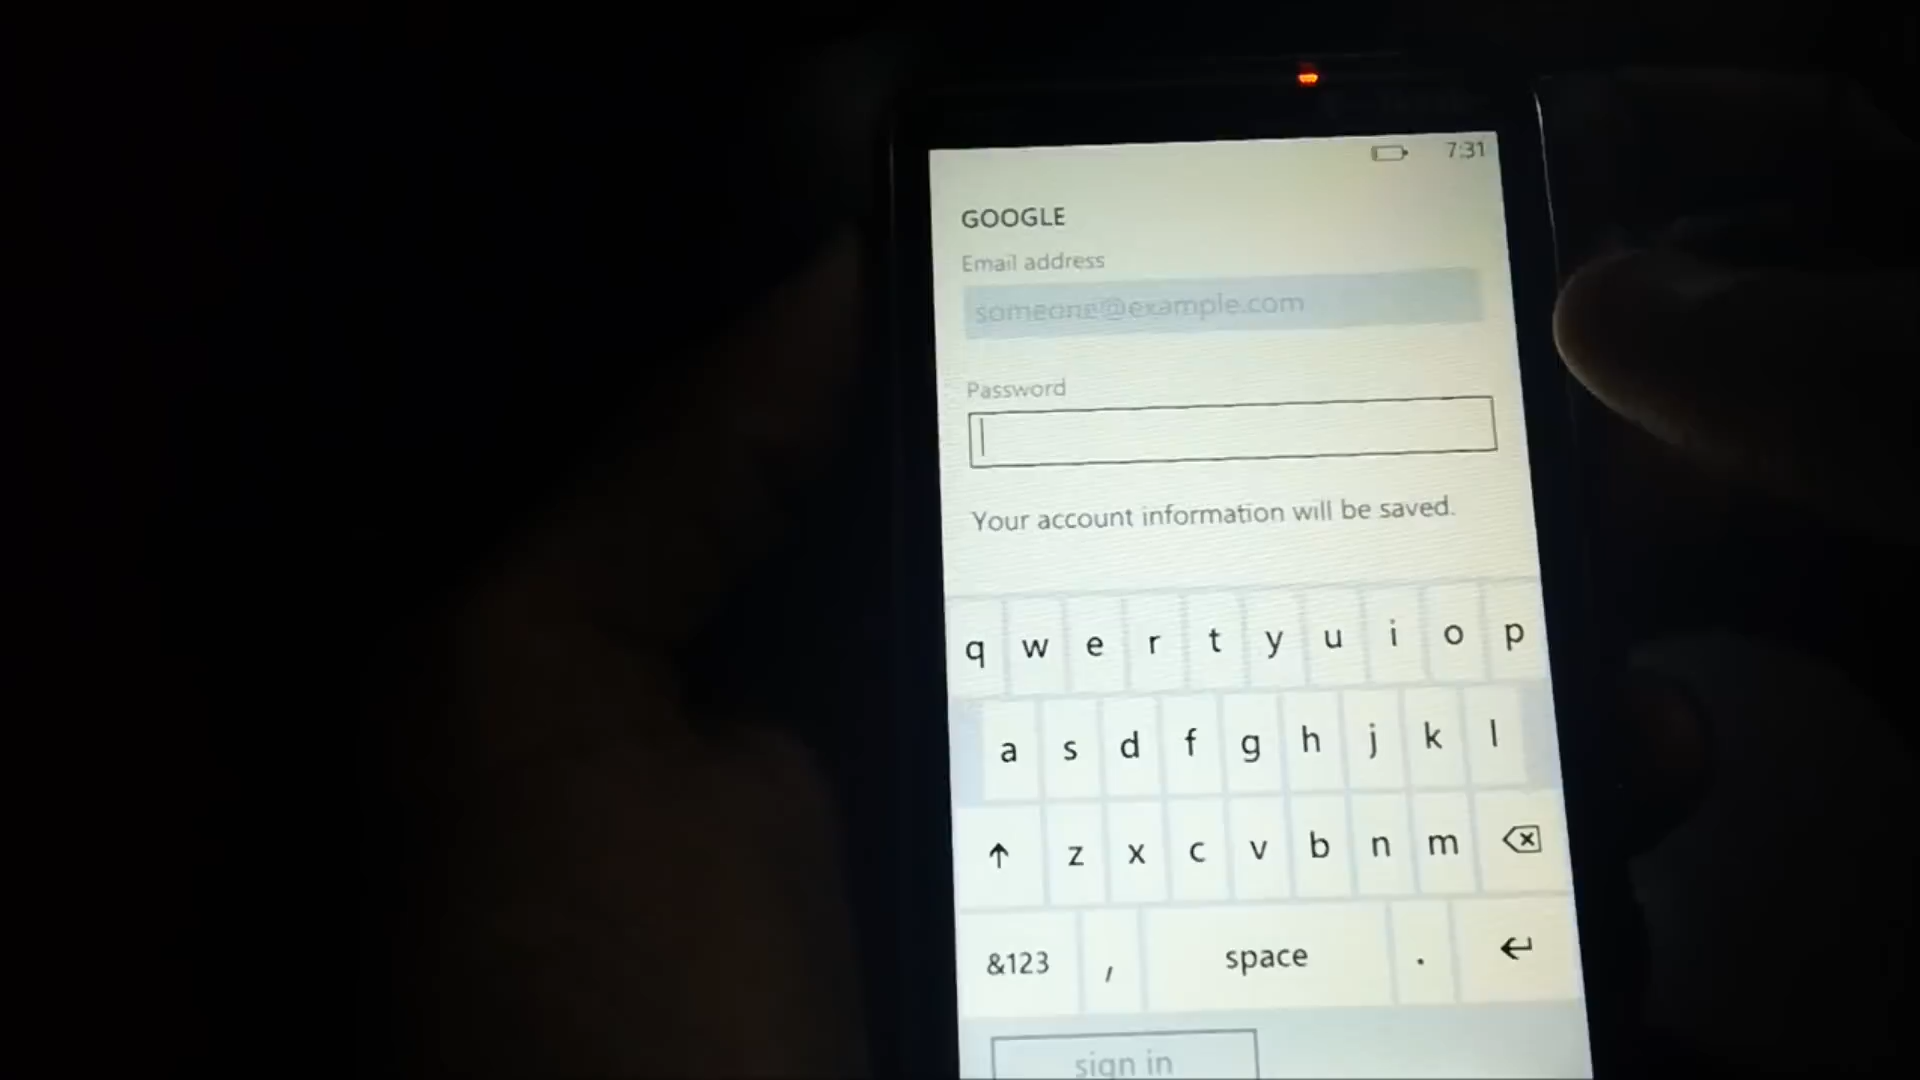 7:31
GOOGLE
Email address
someone@example.com
Password
Your account information will be saved.
q w e r t y u i o p
a s d f g h j k l
z x c v b n m
&123 , space .
sign in